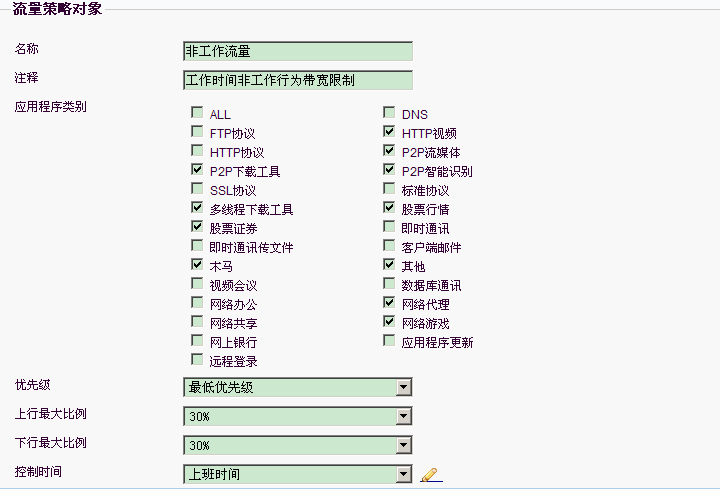 流量策略对象
名称 非工作流量
注释 工作时间非工作行为带宽限制
应用程序类别
ALL DNS
FTP协议 HTTP视频
HTTP协议 P2P流媒体
P2P下载工具 P2P智能识别
SSL协议 标准协议
多线程下载工具 股票行情
股票证券 即时通讯
即时通讯传文件 客户端邮件
木马 其他
视频会议 数据库通讯
网络办公 网络代理
网络共享 网络游戏
网上银行 应用程序更新
远程登录
优先级 最低优先级
上行最大比例 30%
下行最大比例 30%
控制时间 上班时间